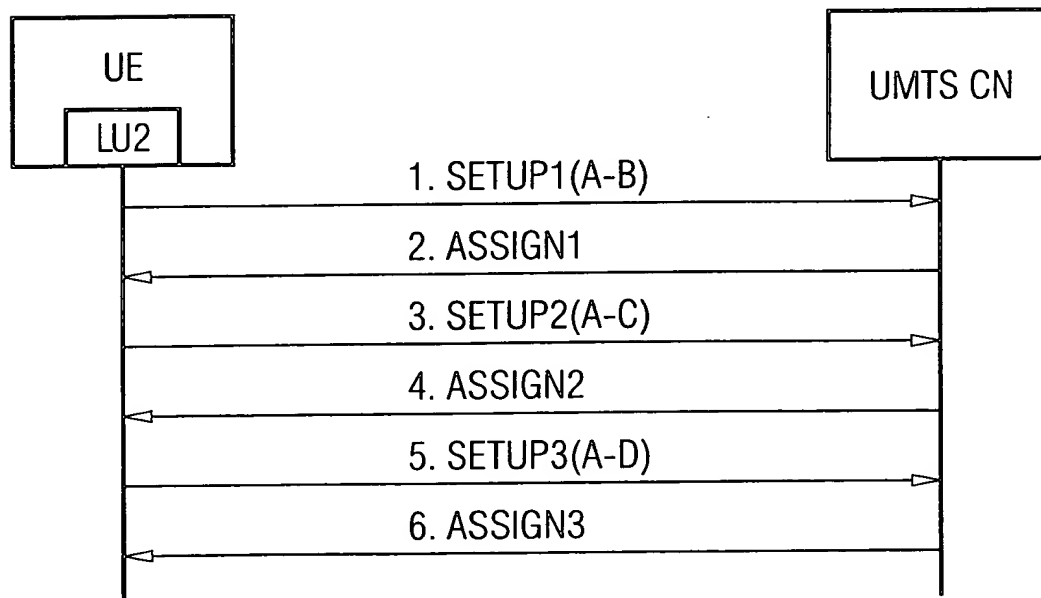 UE
LU2
UMTS CN
1. SETUP1(A-B)
2. ASSIGN1
3. SETUP2(A-C)
4. ASSIGN2
5. SETUP3(A-D)
6. ASSIGN3